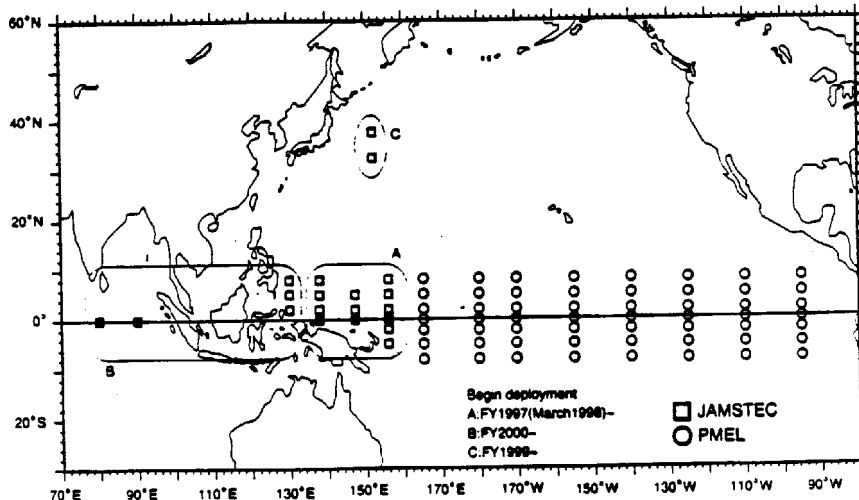 60°N
40°N
C
20°N
A
0°
B
Begin deployment
A:FY1997(March1998)–
B:FY2000–
C:FY1999–
JAMSTEC
PMEL
20°S
70°E 90°E 110°E 130°E 150°E 170°E 170°W 150°W 130°W 110°W 90°W